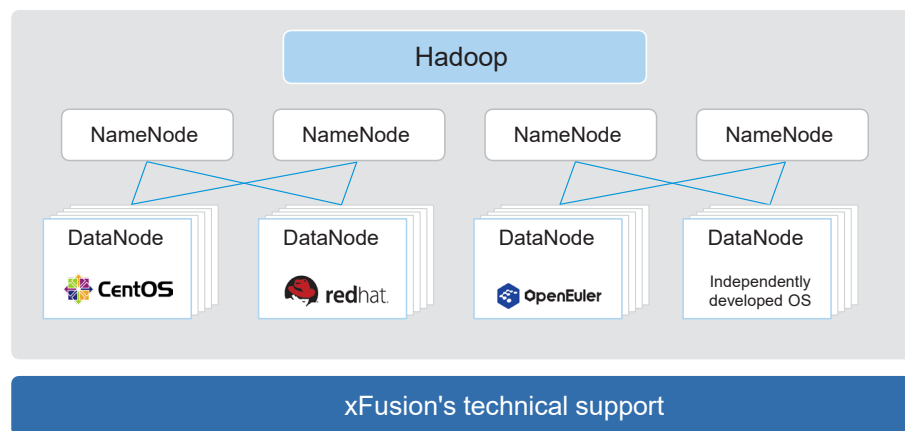 Hadoop
NameNode
NameNode
NameNode
NameNode
DataNode
DataNode
DataNode
DataNode
CentOS
redhat.
OpenEuler
Independently
developed OS
xFusion's technical support